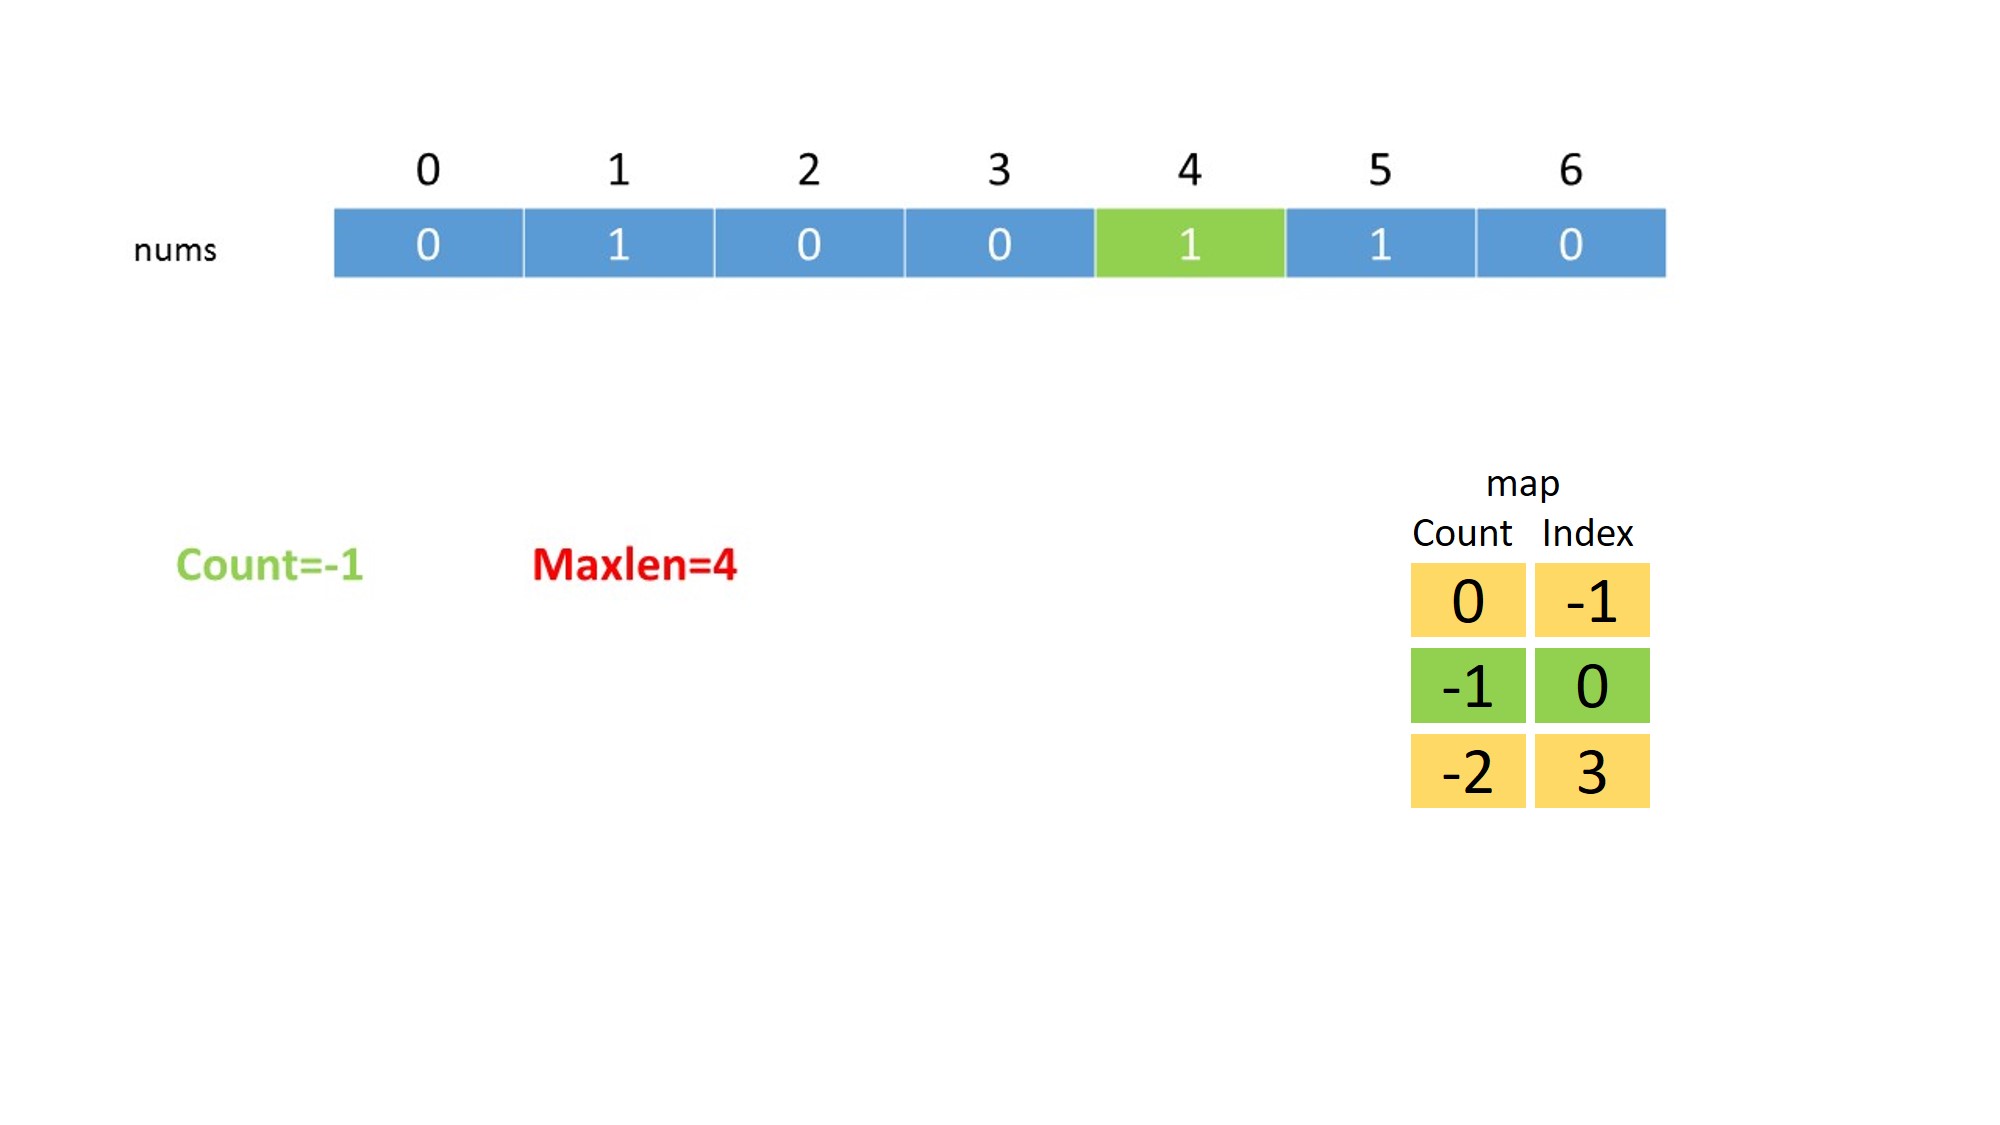 0 1 2 3 4 5 6
nums 0 1 0 0 1 1 0
map
Count Index
Count=-1 Maxlen=4
0 -1
-1 0
-2 3